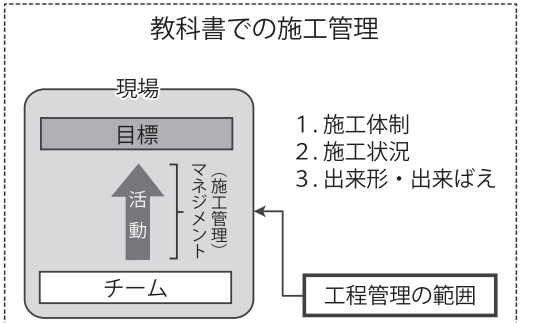 教科書での施工管理
現場
目標
活動
マネジメント
（施工管理）
チーム
1．施工体制
2．施工状況
3．出来形・出来ばえ
工程管理の範囲